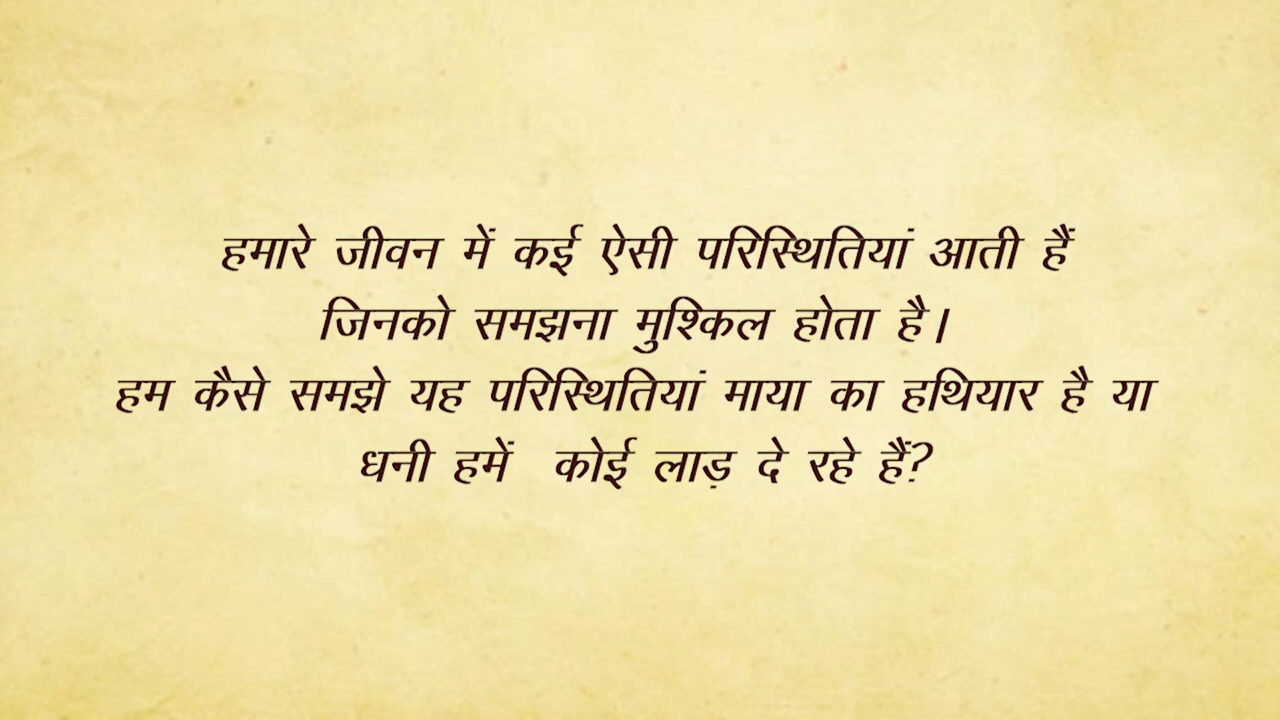 हमारे जीवन में कई ऐसी परिस्थितियां आती हैं
जिनको समझना मुश्किल होता है।
हम कैसे समझे यह परिस्थितियां माया का हथियार है या
धनी हमें कोई लाड़ दे रहे हैं?